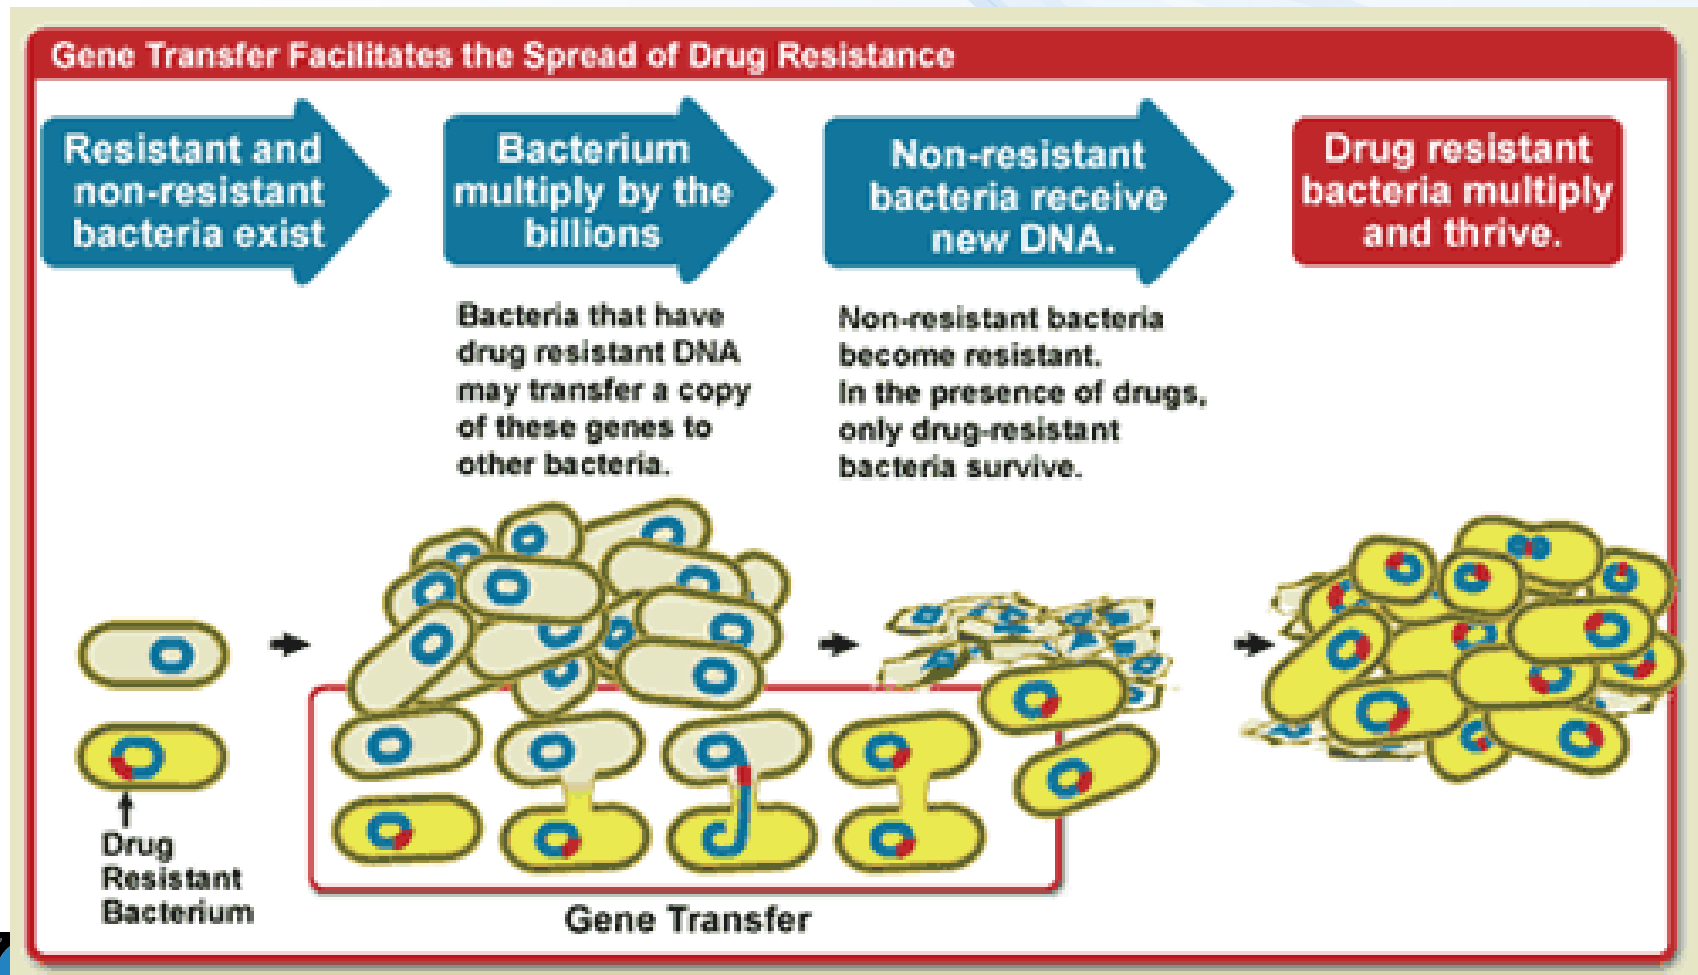 Gene Transfer Facilitates the Spread of Drug Resistance
Resistant and
non-resistant
bacteria exist
Bacterium
multiply by the
billions
Non-resistant
bacteria receive
new DNA.
Drug resistant
bacteria multiply
and thrive.
Bacteria that have
drug resistant DNA
may transfer a copy
of these genes to
other bacteria.
Non-resistant bacteria
become resistant.
In the presence of drugs,
only drug-resistant
bacteria survive.
Drug
Resistant
Bacterium
Gene Transfer